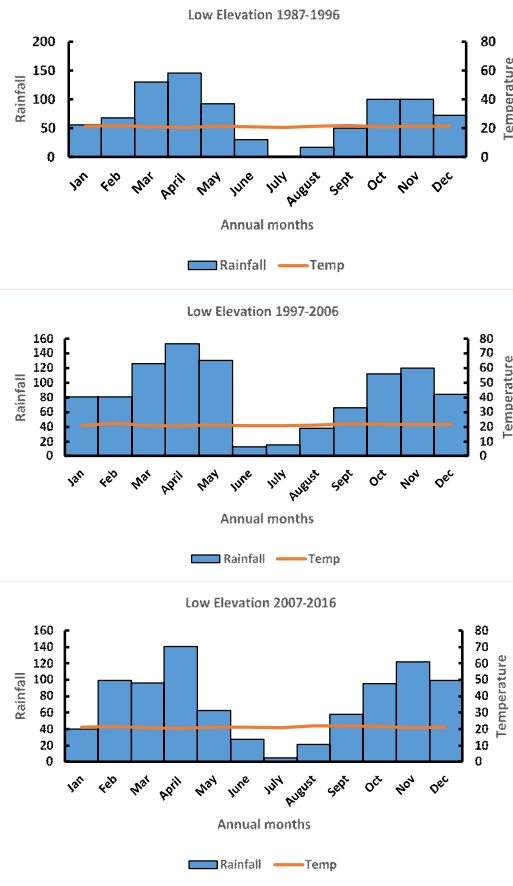 Low Elevation 1987-1996
200
150
100
50
0
80
60
40
20
0
Rainfall
Temperature
Jan Feb Mar April May June July August Sept Oct Nov Dec
Annual months
Rainfall Temp
Low Elevation 1997-2006
160
140
120
100
80
60
40
20
0
80
70
60
50
40
30
20
10
0
Rainfall
Temperature
Jan Feb Mar April May June July August Sept Oct Nov Dec
Annual months
Rainfall Temp
Low Elevation 2007-2016
160
140
120
100
80
60
40
20
0
80
70
60
50
40
30
20
10
0
Rainfall
Temperature
Jan Feb Mar April May June July August Sept Oct Nov Dec
Annual months
Rainfall Temp